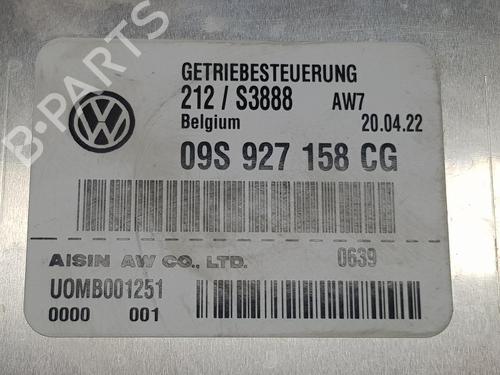 B-PARTS
GETRIEBESTEUERUNG
212 / S3888 AW7
Belgium 20.04.22
09S 927 158 CG
AISIN AW CO., LTD. 0639
UOMB001251
0000 001